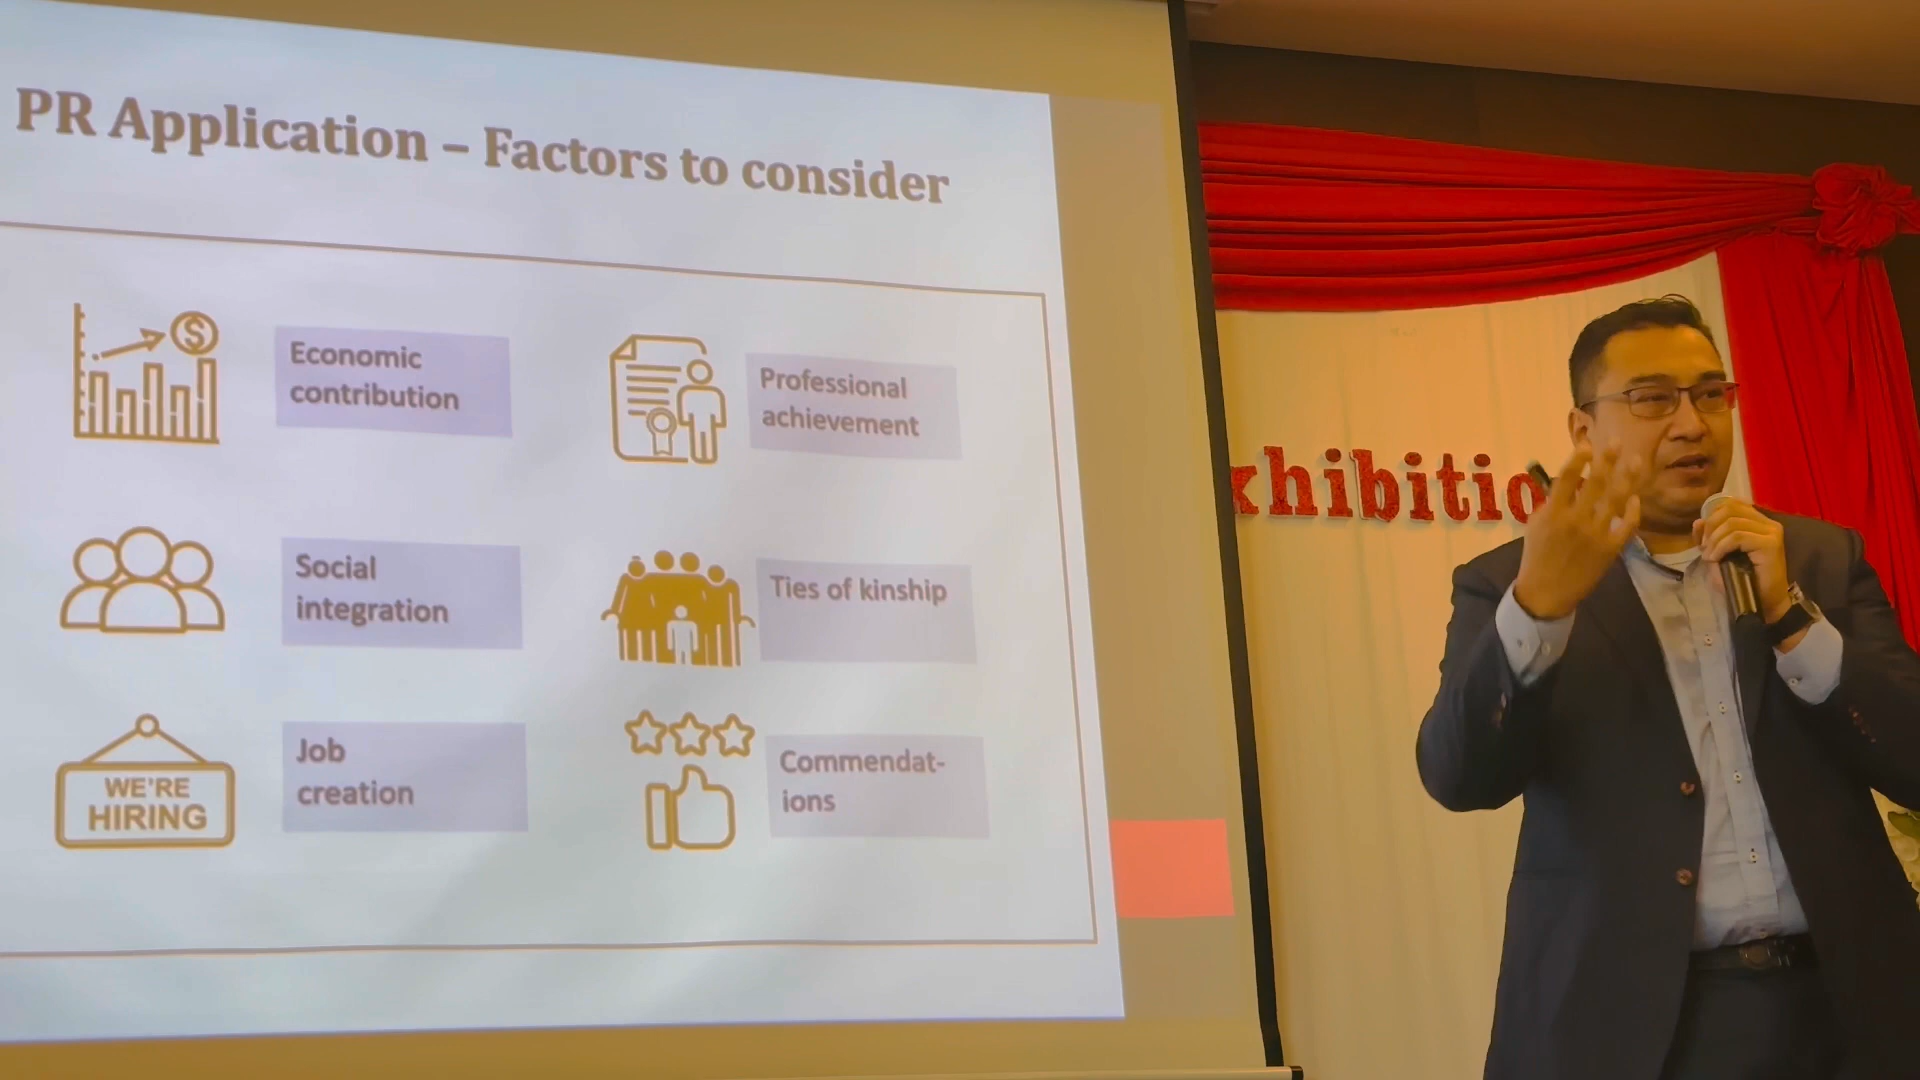 PR Application – Factors to consider
Economic
contribution
Professional
achievement
Social
integration
Ties of kinship
WE'RE
HIRING
Job
creation
Commendat-
ions
xhibitio